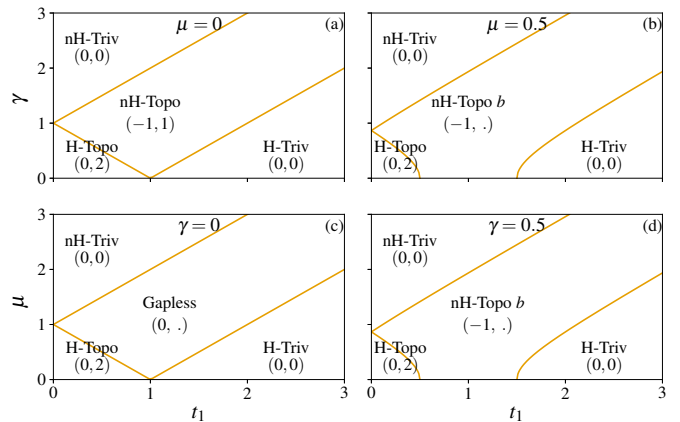 3
nH-Triv
(0, 0)
μ = 0
(a)
2
γ
nH-Topo
(−1, 1)
1
H-Topo
(0, 2)
H-Triv
(0, 0)
0
nH-Triv
(0, 0)
μ = 0.5
(b)
nH-Topo b
(−1, .)
H-Topo
(0, 2)
H-Triv
(0, 0)
3
nH-Triv
(0, 0)
γ = 0
(c)
2
μ
Gapless
(0, .)
1
H-Topo
(0, 2)
H-Triv
(0, 0)
0
0 1 2 3
t₁
nH-Triv
(0, 0)
γ = 0.5
(d)
nH-Topo b
(−1, .)
H-Topo
(0, 2)
H-Triv
(0, 0)
0 1 2 3
t₁